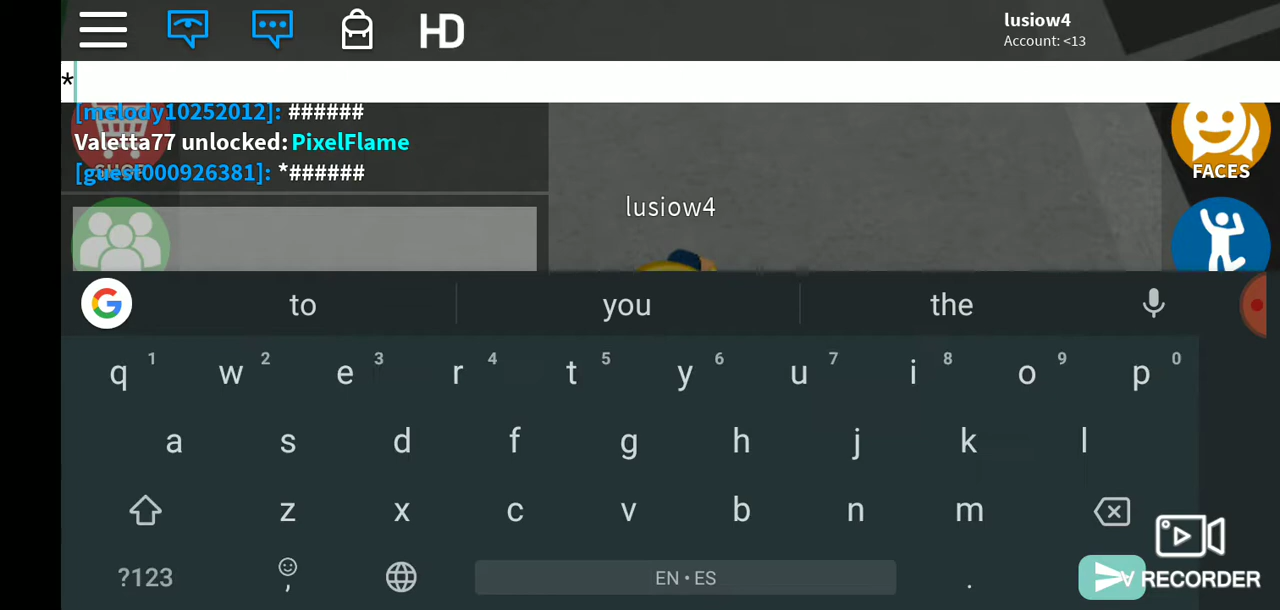 HD
lusiow4
Account: <13
*
[melody10252012]: ######
Valetta77 unlocked: PixelFlame
[guest000926381]: *######
SHOP
FACES
lusiow4
G to you the
q 1 w 2 e 3 r 4 t 5 y 6 u 7 i 8 o 9 p 0
a s d f g h j k l
z x c v b n m
?123 , EN • ES .
V RECORDER